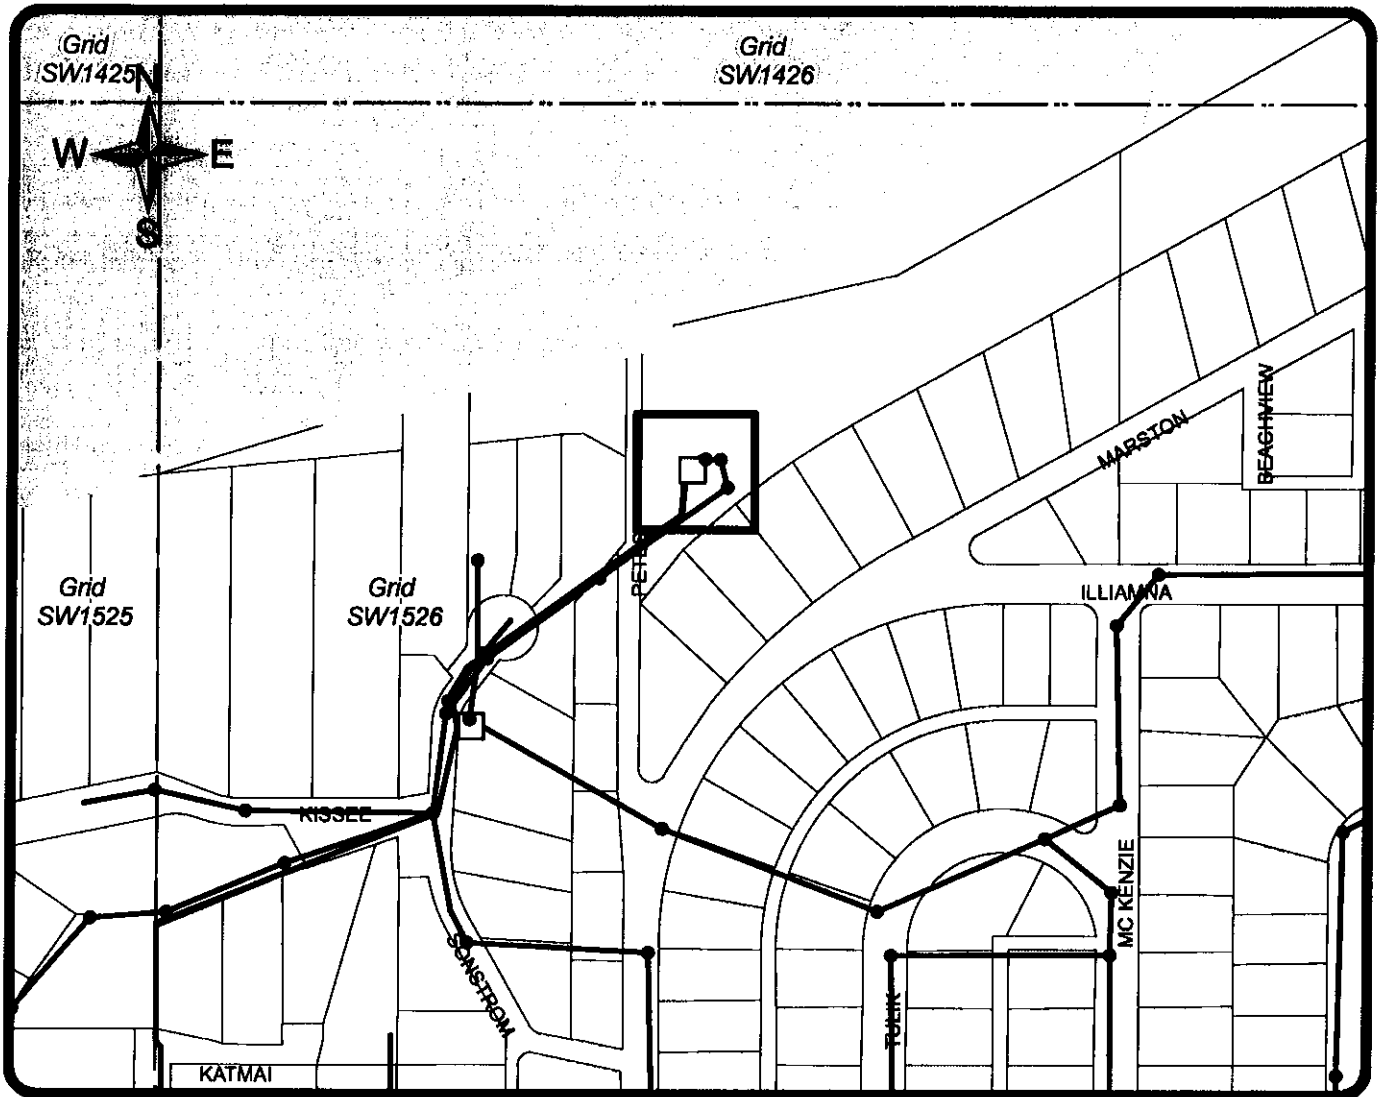 Grid
SW1425
Grid
SW1426
N
W
E
S
BEACHVIEW
MARSTON
Grid
SW1525
Grid
SW1526
ILLIAMNA
KISSEE
MC KENZIE
SONSTROM
TULIK
KATMAI